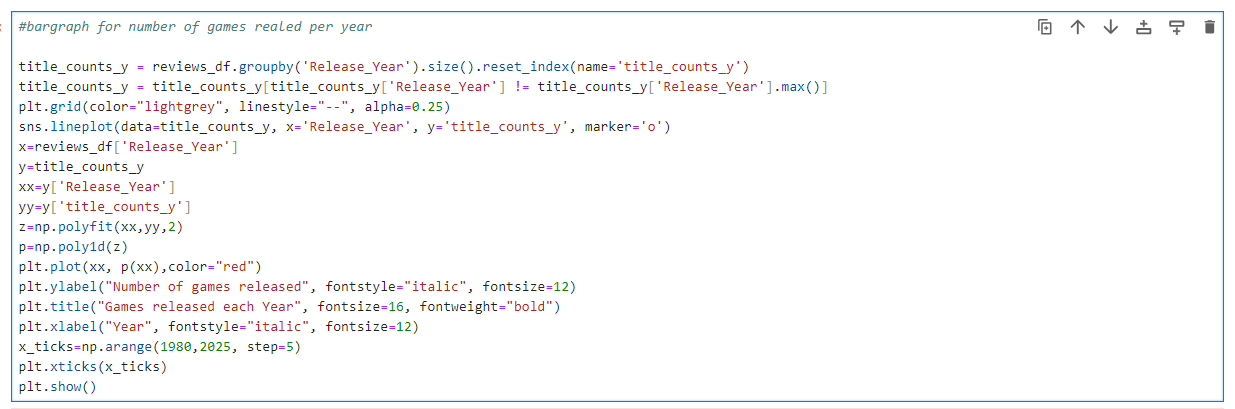 #bargraph for number of games realed per year
title_counts_y = reviews_df.groupby('Release_Year').size().reset_index(name='title_counts_y')
title_counts_y = title_counts_y[title_counts_y['Release_Year'] != title_counts_y['Release_Year'].max()]
plt.grid(color="lightgrey", linestyle="--", alpha=0.25)
sns.lineplot(data=title_counts_y, x='Release_Year', y='title_counts_y', marker='o')
x=reviews_df['Release_Year']
y=title_counts_y
xx=y['Release_Year']
yy=y['title_counts_y']
z=np.polyfit(xx,yy,2)
p=np.poly1d(z)
plt.plot(xx, p(xx),color="red")
plt.ylabel("Number of games released", fontstyle="italic", fontsize=12)
plt.title("Games released each Year", fontsize=16, fontweight="bold")
plt.xlabel("Year", fontstyle="italic", fontsize=12)
x_ticks=np.arange(1980,2025, step=5)
plt.xticks(x_ticks)
plt.show()